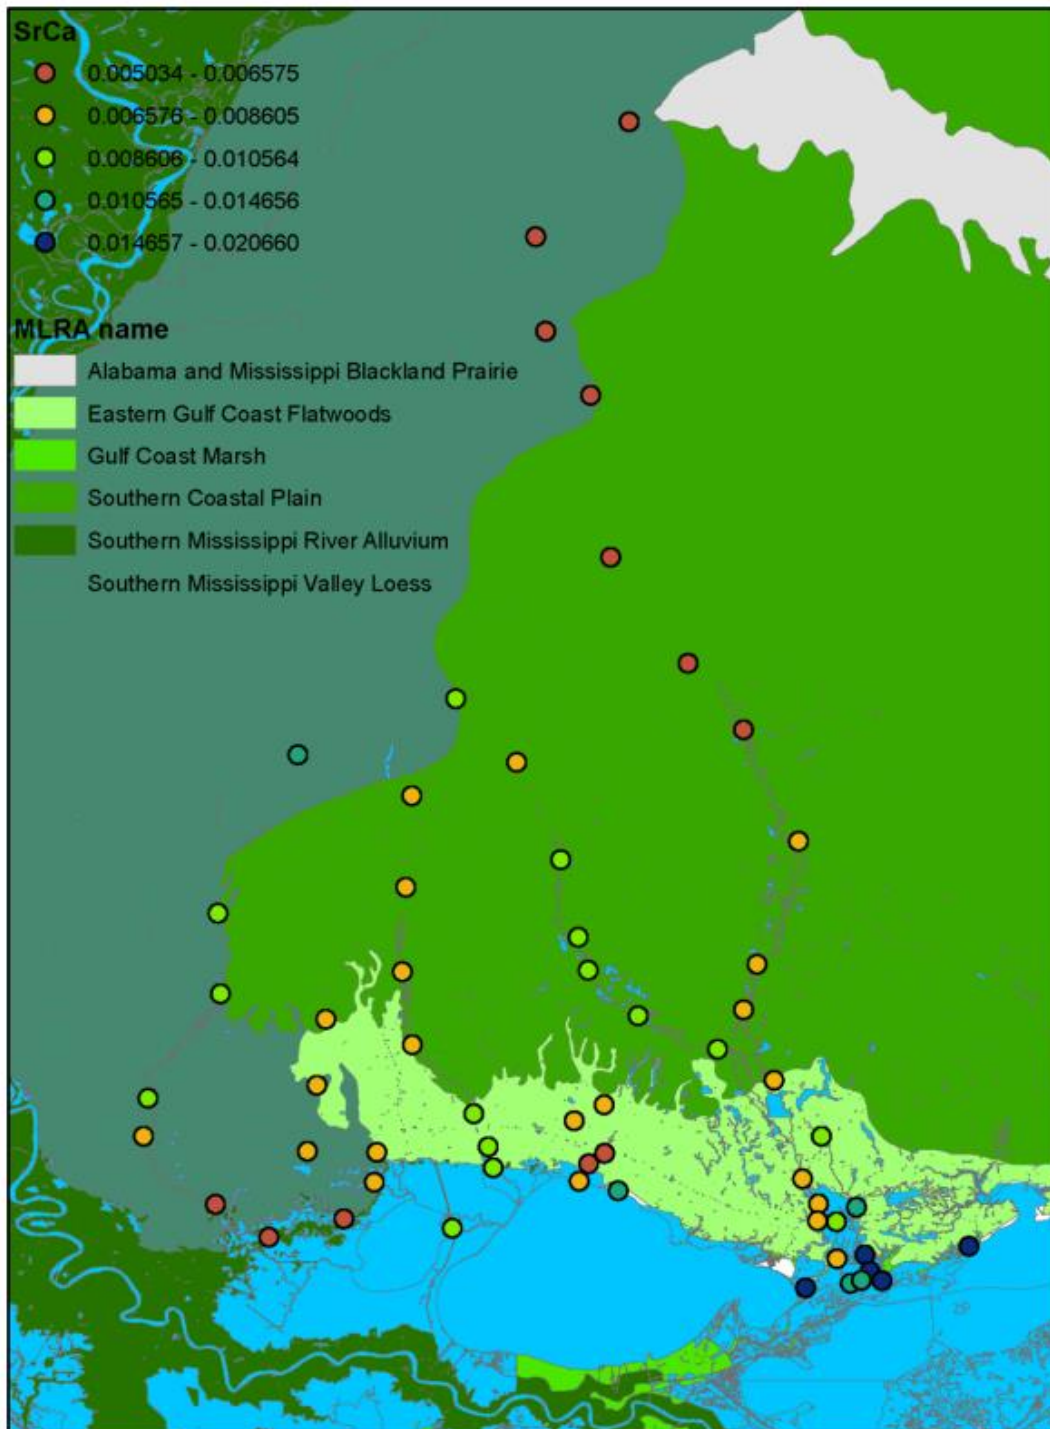 SrCa
0.005034 - 0.006575
0.006576 - 0.008605
0.008606 - 0.010564
0.010565 - 0.014656
0.014657 - 0.020660
MLRA name
Alabama and Mississippi Blackland Prairie
Eastern Gulf Coast Flatwoods
Gulf Coast Marsh
Southern Coastal Plain
Southern Mississippi River Alluvium
Southern Mississippi Valley Loess